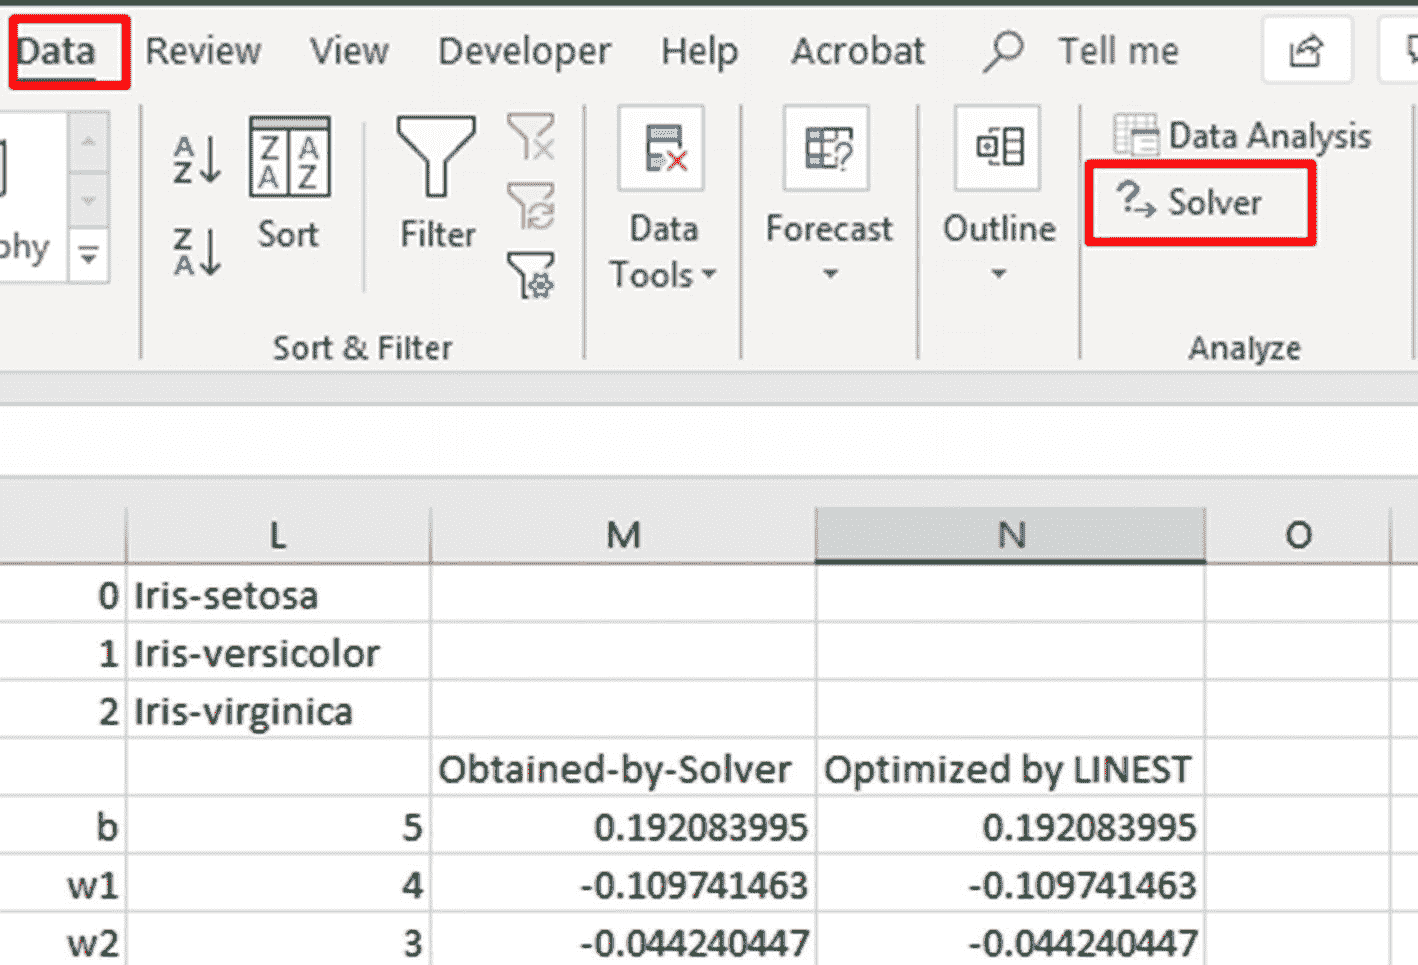 Data Review View Developer Help Acrobat Tell me
Data Analysis
Solver
phy
Sort
Filter
Data Tools
Forecast
Outline
Sort & Filter
Analyze
L M N O
0 Iris-setosa
1 Iris-versicolor
2 Iris-virginica
Obtained-by-Solver Optimized by LINEST
b 5 0.192083995 0.192083995
w1 4 -0.109741463 -0.109741463
w2 3 -0.044240447 -0.044240447